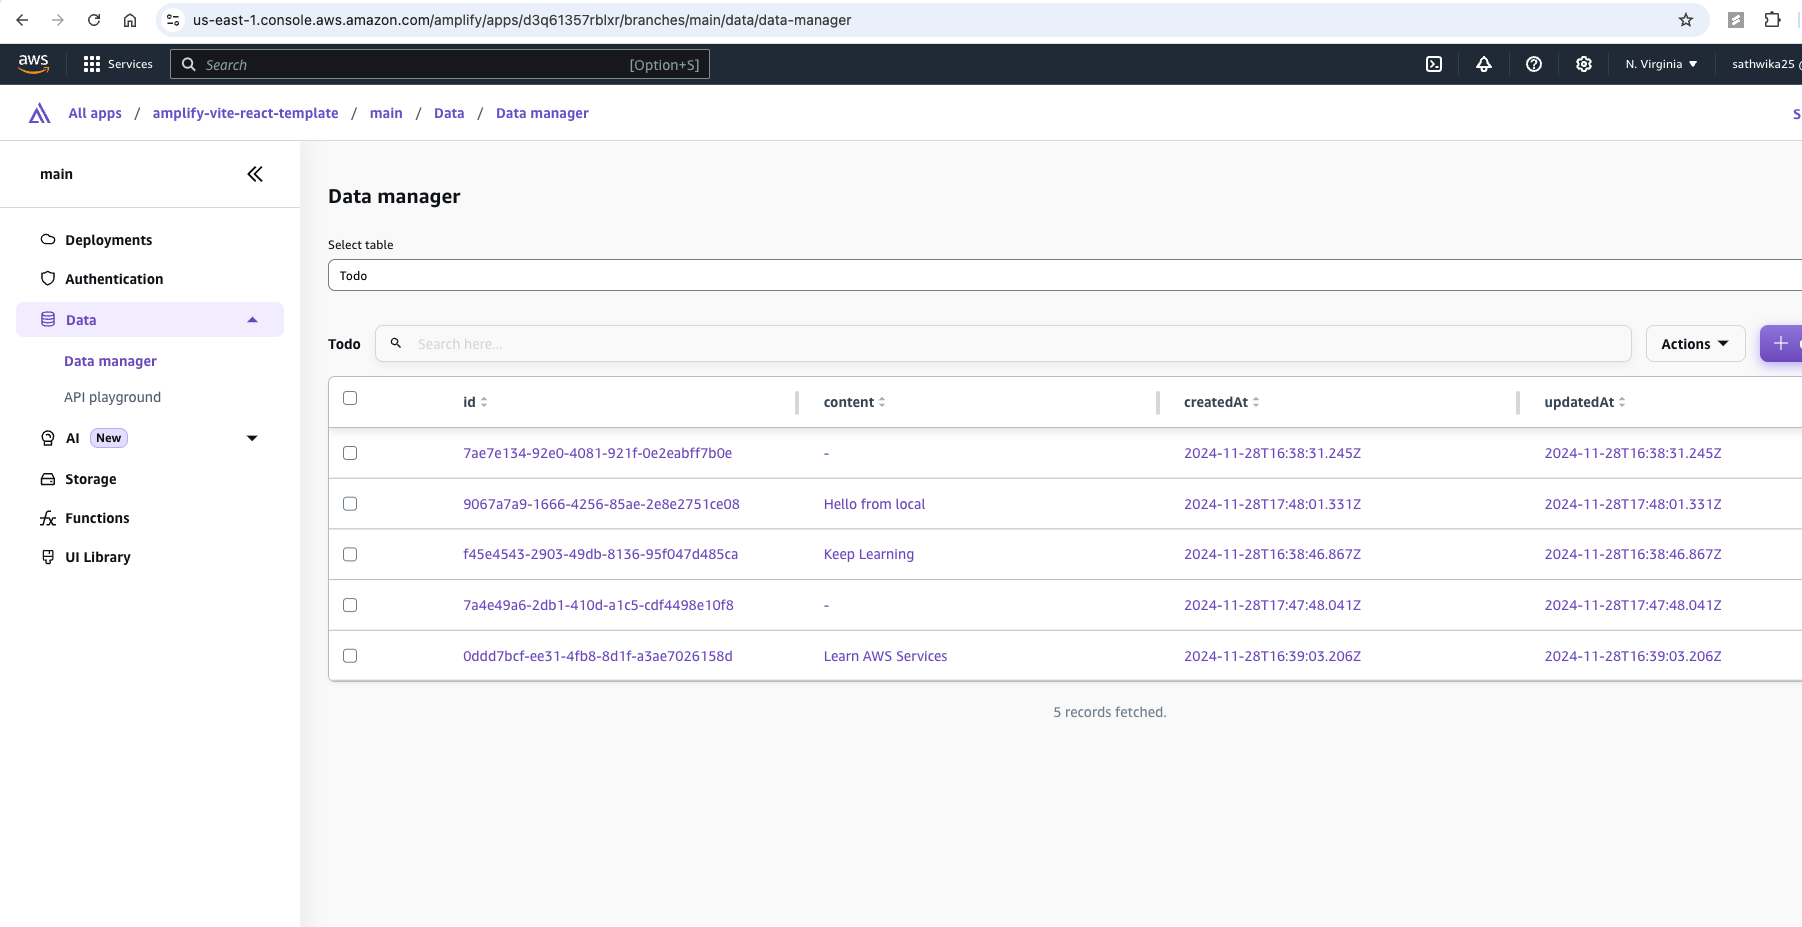 us-east-1.console.aws.amazon.com/amplify/apps/d3q61357rblxr/branches/main/data/data-manager
aws Services Search [Option+S] N. Virginia sathwika25
All apps / amplify-vite-react-template / main / Data / Data manager
main
Deployments
Authentication
Data
Data manager
API playground
AI New
Storage
Functions
UI Library
Data manager
Select table
Todo
Todo Search here... Actions
id content createdAt updatedAt
7ae7e134-92e0-4081-921f-0e2eabff7b0e - 2024-11-28T16:38:31.245Z 2024-11-28T16:38:31.245Z
9067a7a9-1666-4256-85ae-2e8e2751ce08 Hello from local 2024-11-28T17:48:01.331Z 2024-11-28T17:48:01.331Z
f45e4543-2903-49db-8136-95f047d485ca Keep Learning 2024-11-28T16:38:46.867Z 2024-11-28T16:38:46.867Z
7a4e49a6-2db1-410d-a1c5-cdf4498e10f8 - 2024-11-28T17:47:48.041Z 2024-11-28T17:47:48.041Z
0ddd7bcf-ee31-4fb8-8d1f-a3ae7026158d Learn AWS Services 2024-11-28T16:39:03.206Z 2024-11-28T16:39:03.206Z
5 records fetched.